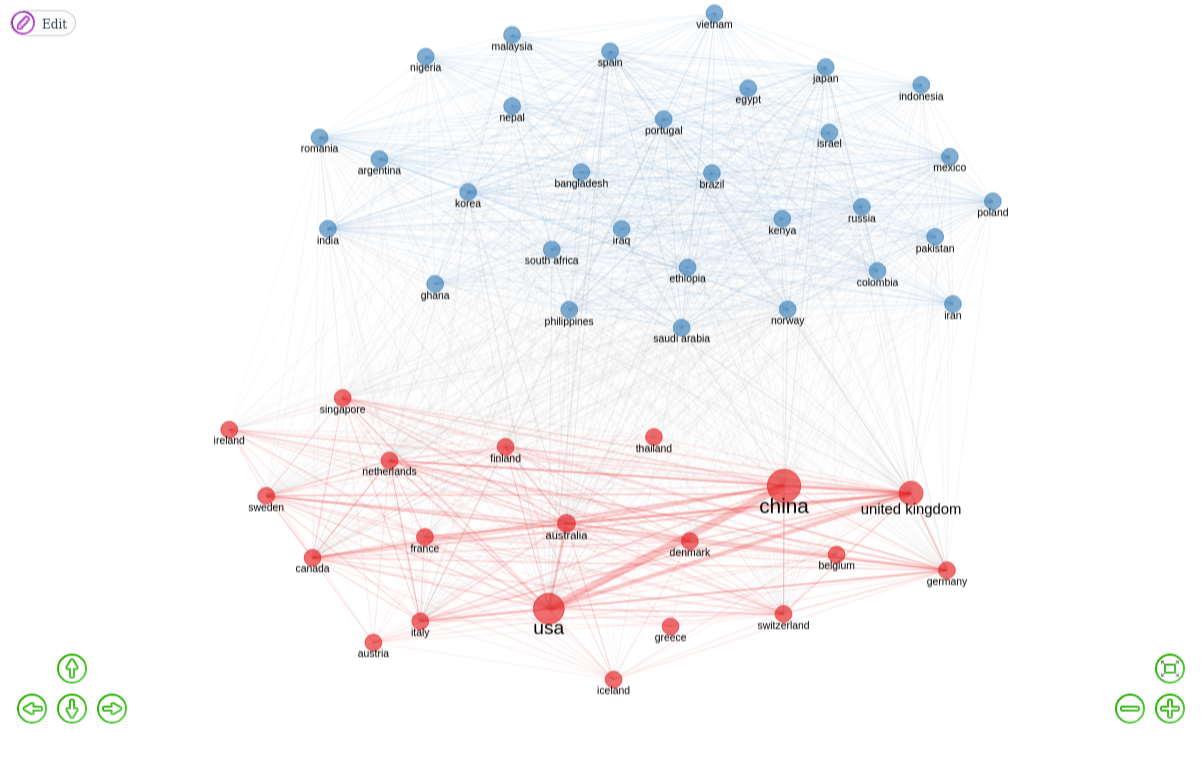 Edit
vietnam
malaysia
spain
nigeria
japan
indonesia
egypt
nepal
portugal
israel
romania
argentina
mexico
bangladesh
brazil
korea
poland
russia
kenya
india
iraq
pakistan
south africa
ethiopia
colombia
ghana
iran
philippines
norway
saudi arabia
singapore
ireland
thailand
finland
netherlands
china
united kingdom
sweden
australia
france
denmark
belgium
canada
germany
usa
switzerland
italy
greece
austria
iceland